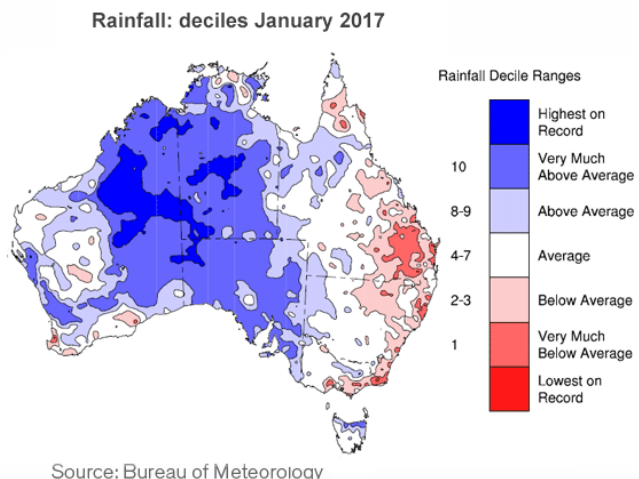 Rainfall: deciles January 2017
Rainfall Decile Ranges
Highest on
Record
10
Very Much
Above Average
8-9
Above Average
4-7
Average
2-3
Below Average
1
Very Much
Below Average
Lowest on
Record
Source: Bureau of Meteorology